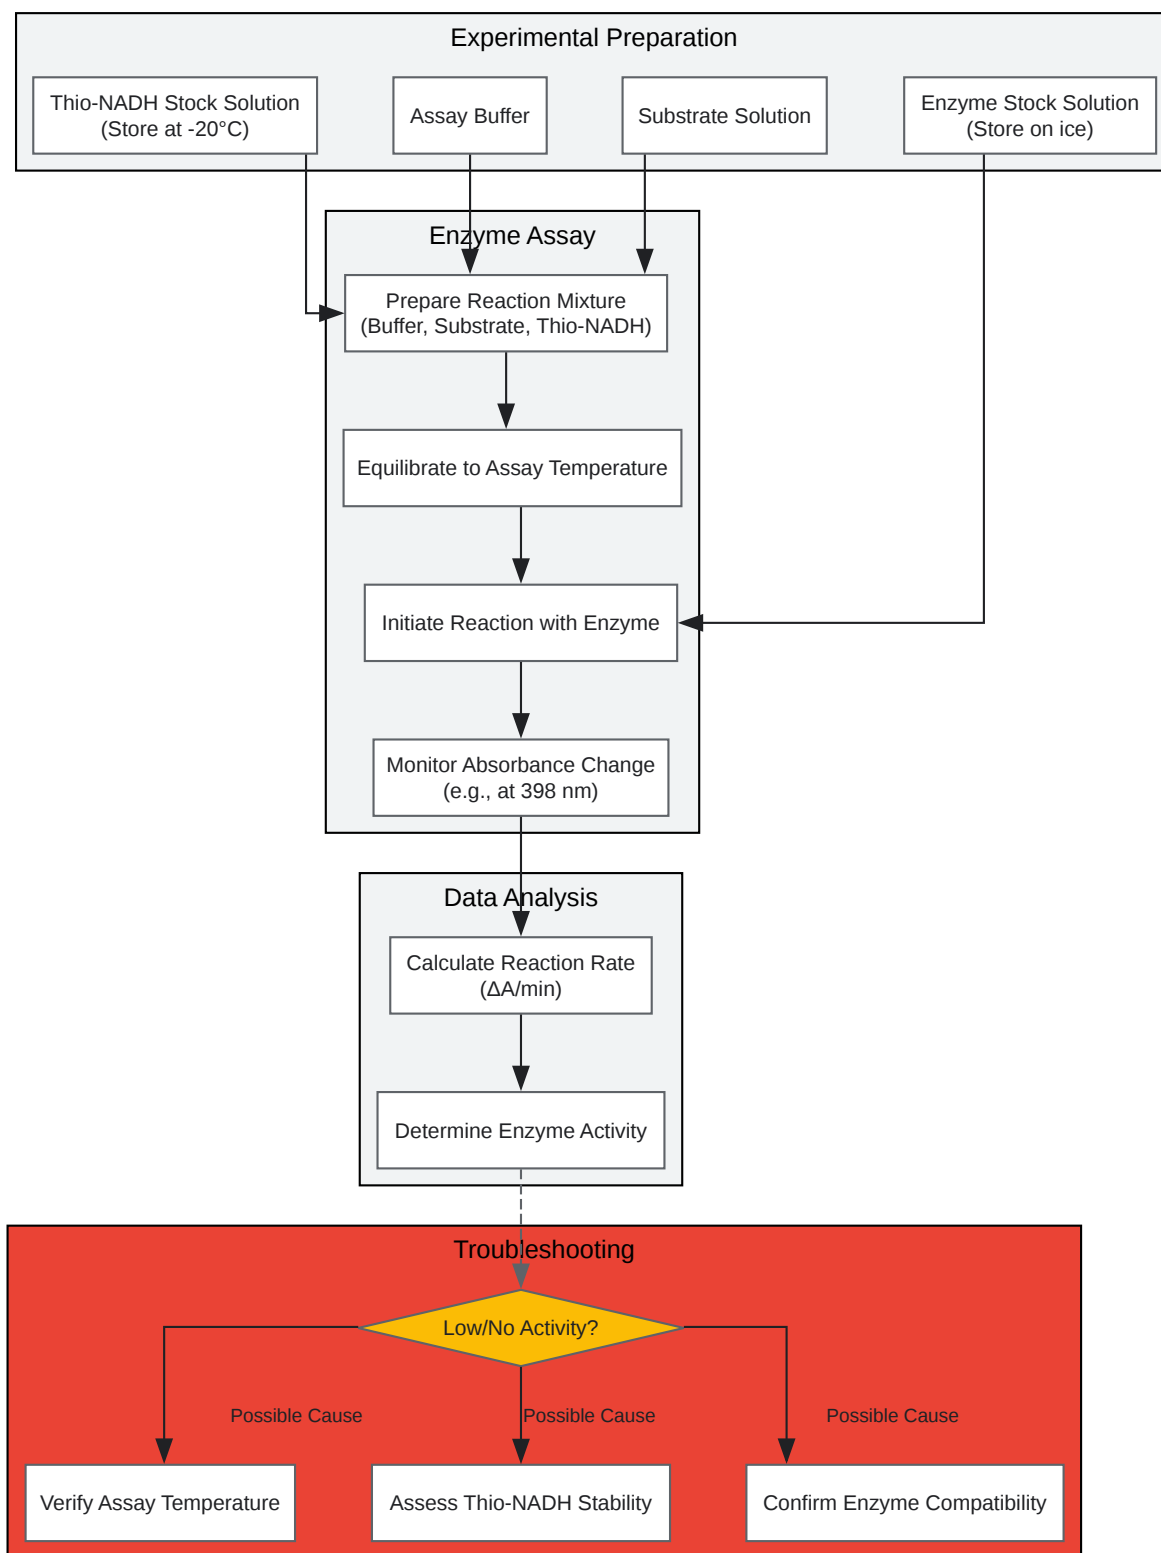 Experimental Preparation
Thio-NADH Stock Solution
(Store at -20°C)
Assay Buffer
Substrate Solution
Enzyme Stock Solution
(Store on ice)
Enzyme Assay
Prepare Reaction Mixture
(Buffer, Substrate, Thio-NADH)
Equilibrate to Assay Temperature
Initiate Reaction with Enzyme
Monitor Absorbance Change
(e.g., at 398 nm)
Data Analysis
Calculate Reaction Rate
(ΔA/min)
Determine Enzyme Activity
Troubleshooting
Low/No Activity?
Possible Cause
Possible Cause
Possible Cause
Verify Assay Temperature
Assess Thio-NADH Stability
Confirm Enzyme Compatibility